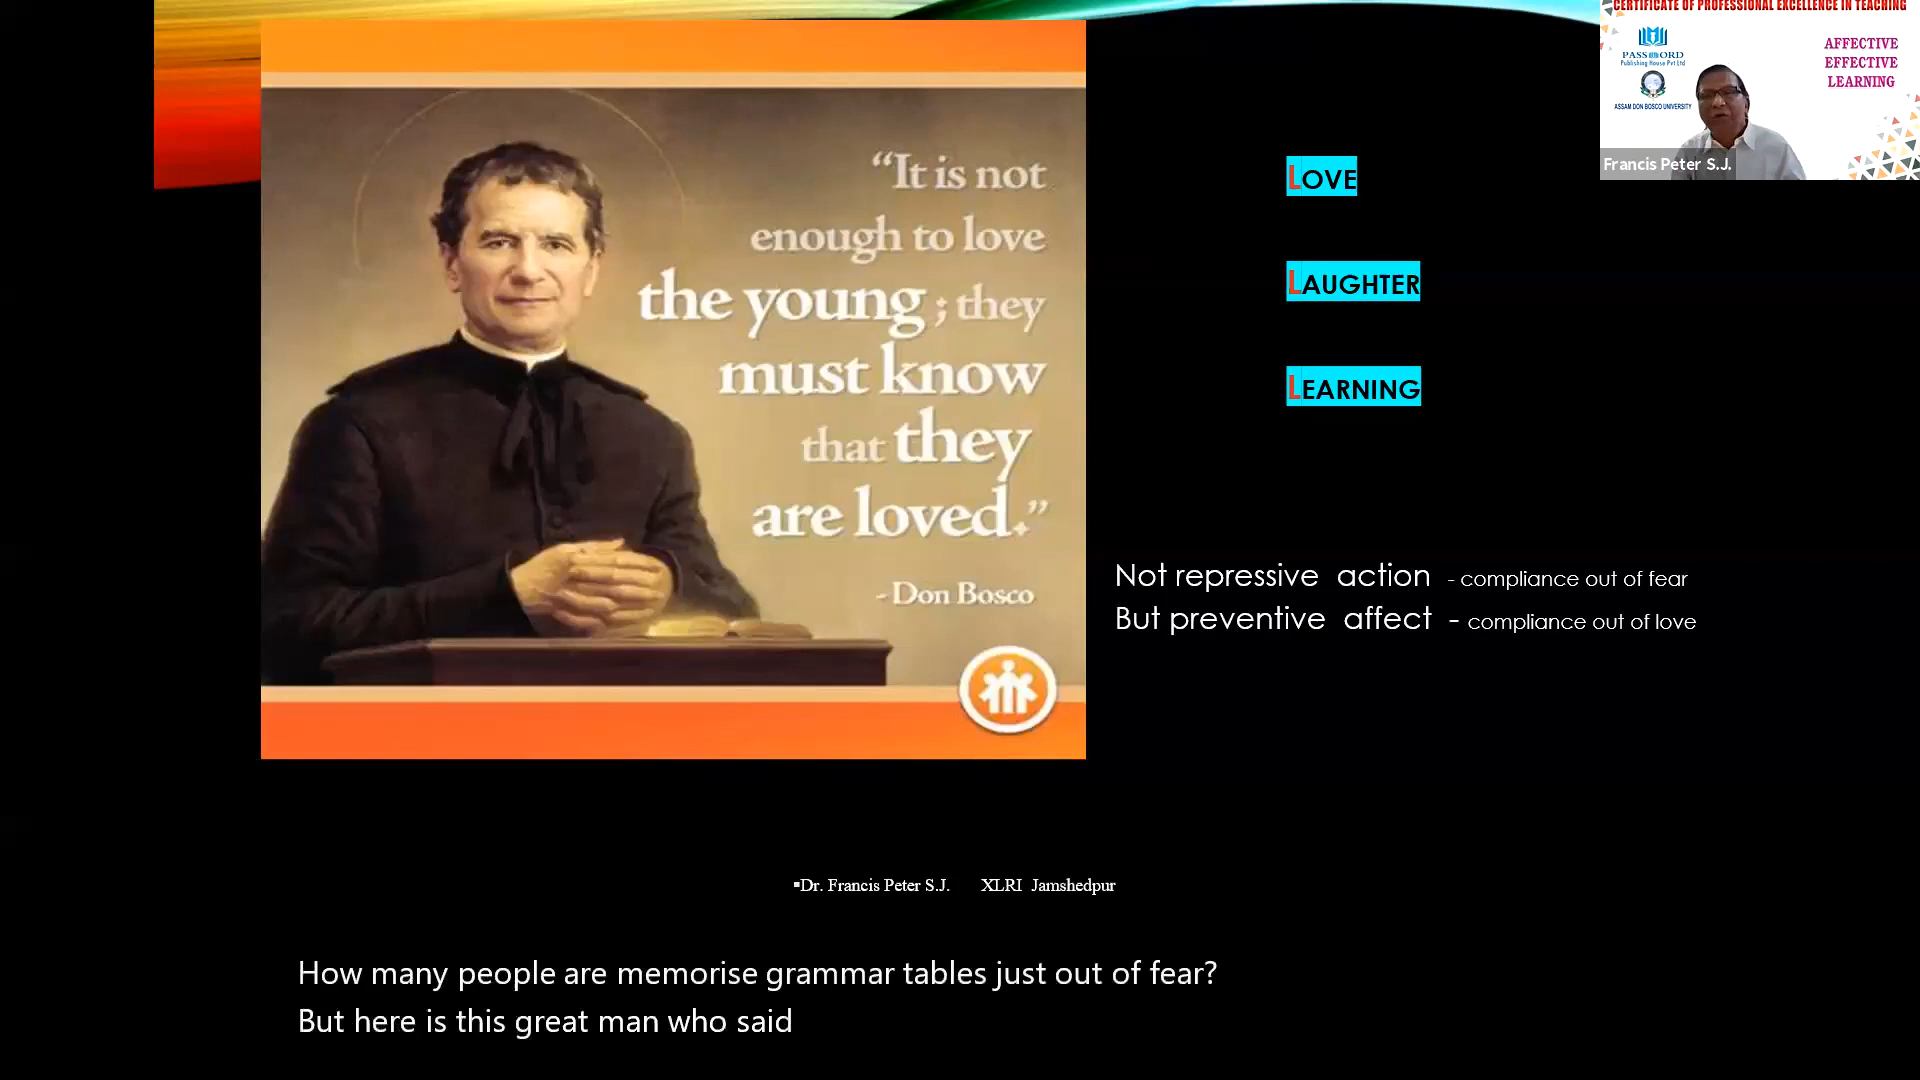 CERTIFICATE OF PROFESSIONAL EXCELLENCE IN TEACHING
PASSWORD
Publishing House Pvt Ltd
ASSAM DON BOSCO UNIVERSITY
AFFECTIVE
EFFECTIVE
LEARNING
Francis Peter S.J.
“It is not
enough to love
the young ; they
must know
that they
are loved.”
- Don Bosco
LOVE
LAUGHTER
LEARNING
Not repressive action - compliance out of fear
But preventive affect - compliance out of love
▪Dr. Francis Peter S.J. XLRI Jamshedpur
How many people are memorise grammar tables just out of fear?
But here is this great man who said